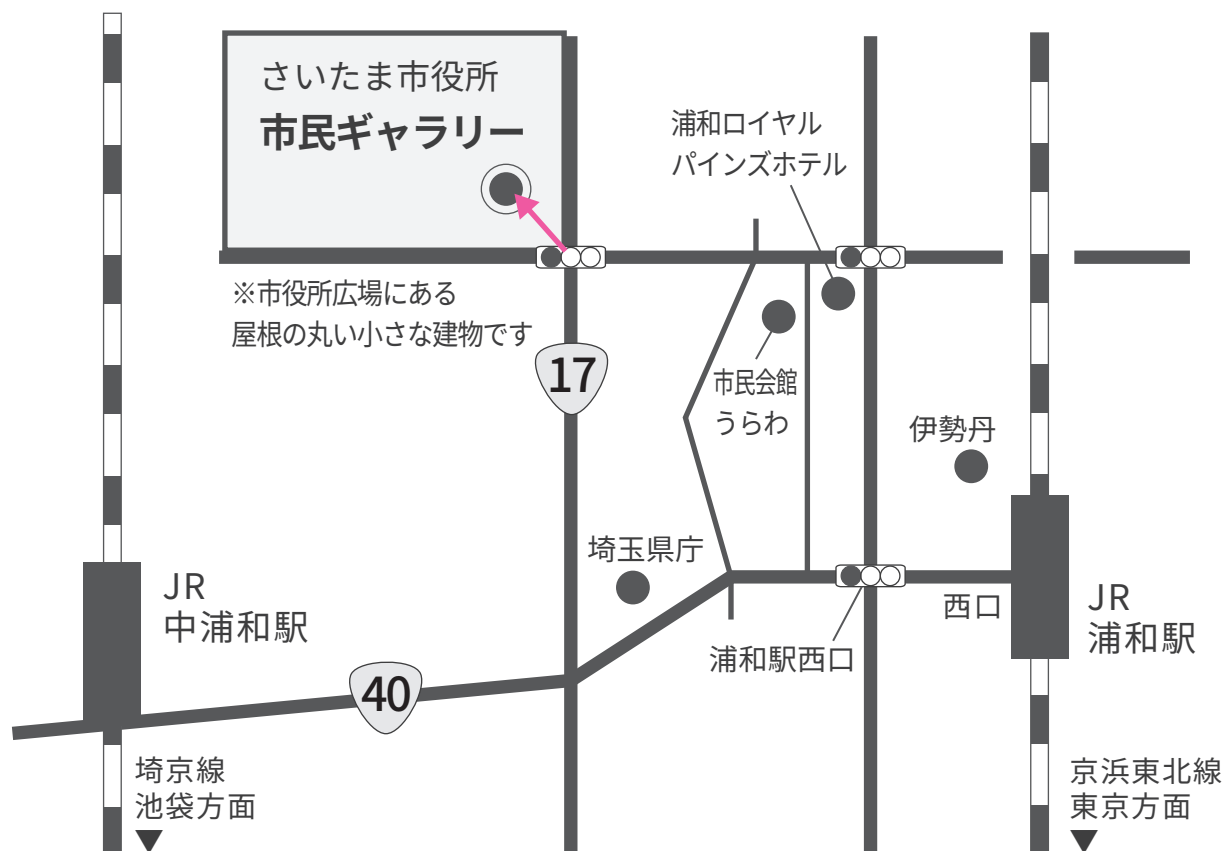 さいたま市役所
市民ギャラリー
浦和ロイヤル
パインズホテル
※市役所広場にある
屋根の丸い小さな建物です
17
市民会館
うらわ
伊勢丹
埼玉県庁
JR
中浦和駅
西口
JR
浦和駅
浦和駅西口
40
埼京線
池袋方面
京浜東北線
東京方面